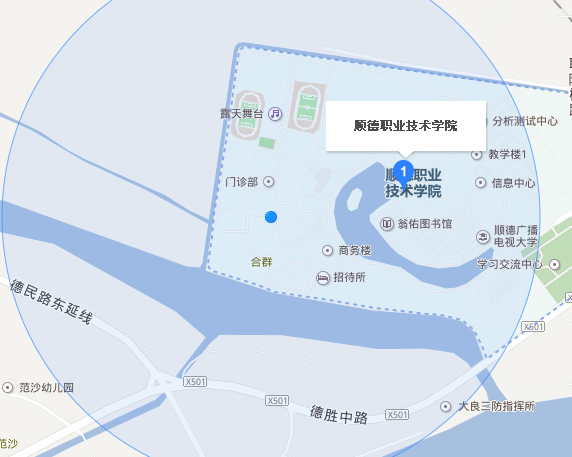 露天舞台
顺德职业技术学院
分析测试中心
教学楼1
1
顺德职业
技术学院
门诊部
信息中心
翁佑图书馆
顺德广播
电视大学
商务楼
学习交流中心
合群
招待所
德民路东延线
X601
X501
范沙幼儿园
X501
德胜中路
X501
大良三防指挥所
范沙